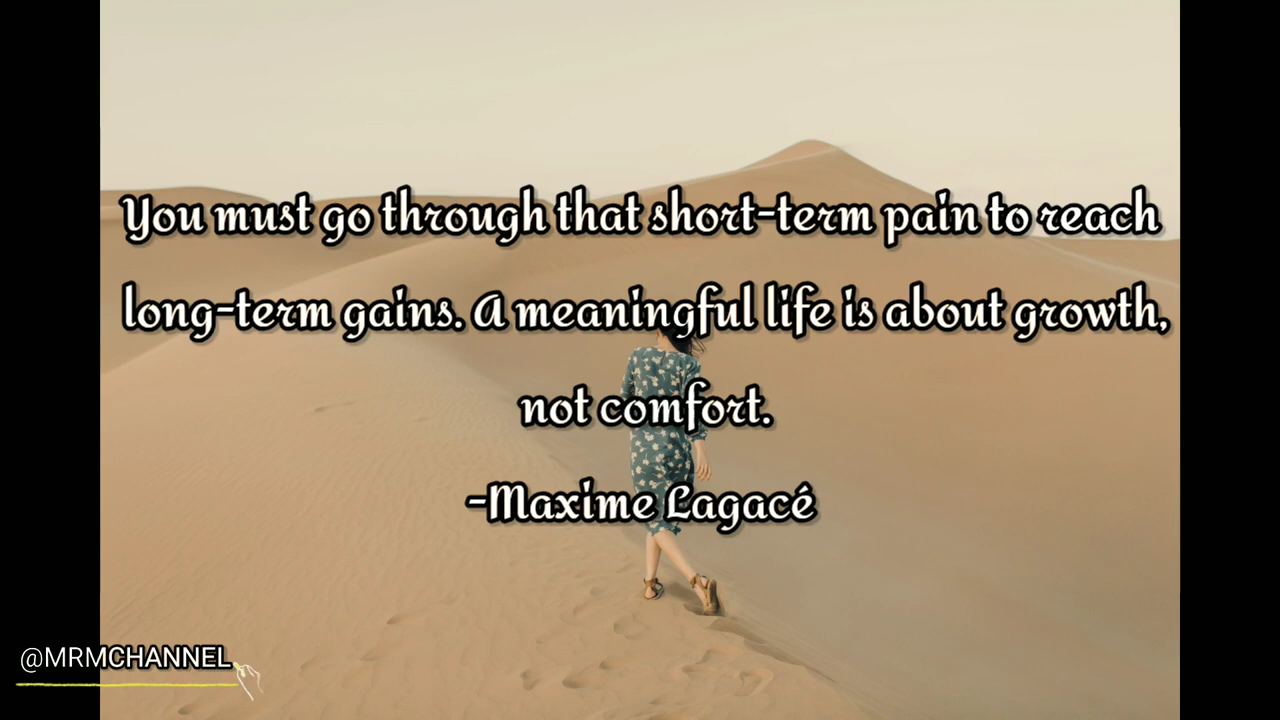 You must go through that short-term pain to reach
long-term gains. A meaningful life is about growth,
not comfort.
-Maxime Lagacé
@MRMCHANNEL